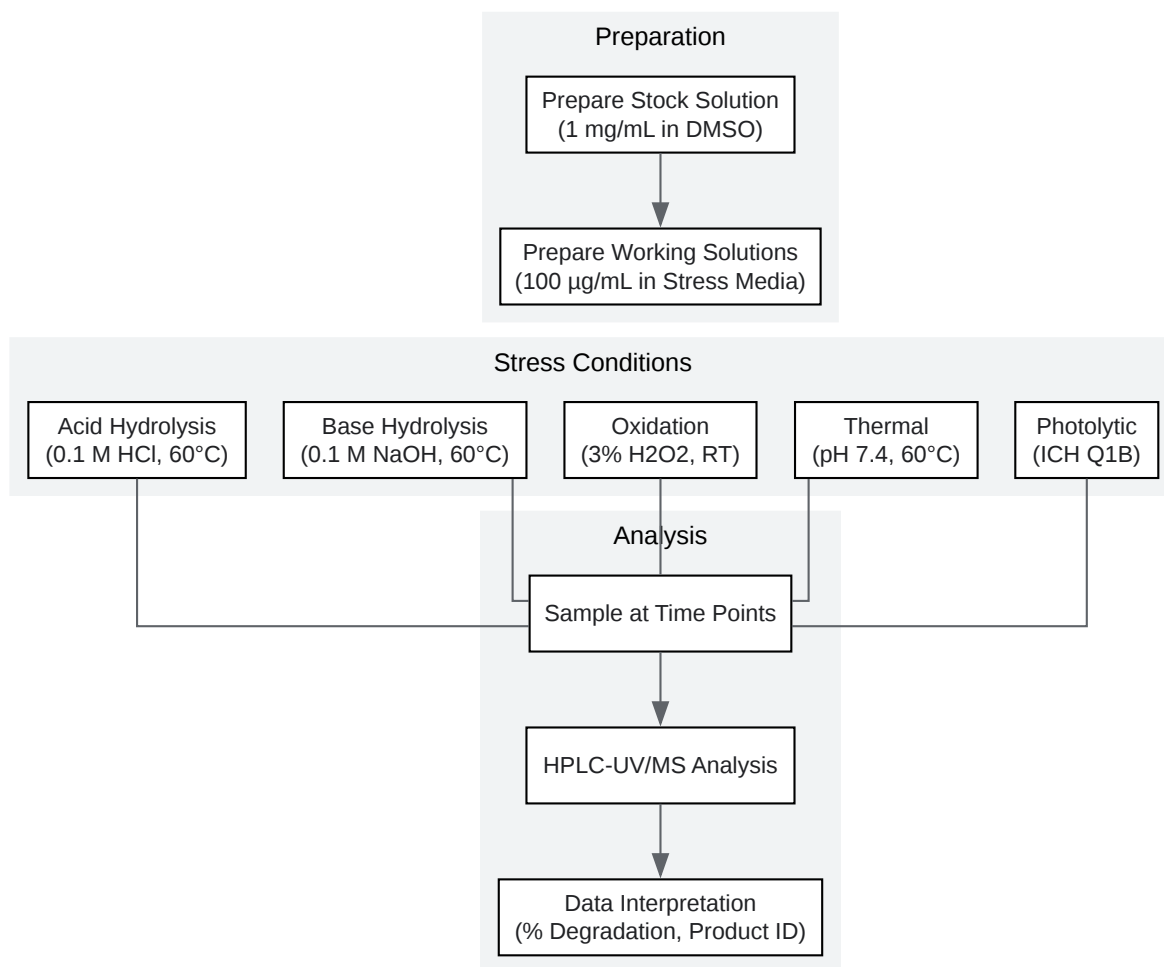 Preparation
Prepare Stock Solution
(1 mg/mL in DMSO)
Prepare Working Solutions
(100 µg/mL in Stress Media)
Stress Conditions
Acid Hydrolysis
(0.1 M HCl, 60°C)
Base Hydrolysis
(0.1 M NaOH, 60°C)
Oxidation
(3% H2O2, RT)
Thermal
(pH 7.4, 60°C)
Photolytic
(ICH Q1B)
Analysis
Sample at Time Points
HPLC-UV/MS Analysis
Data Interpretation
(% Degradation, Product ID)